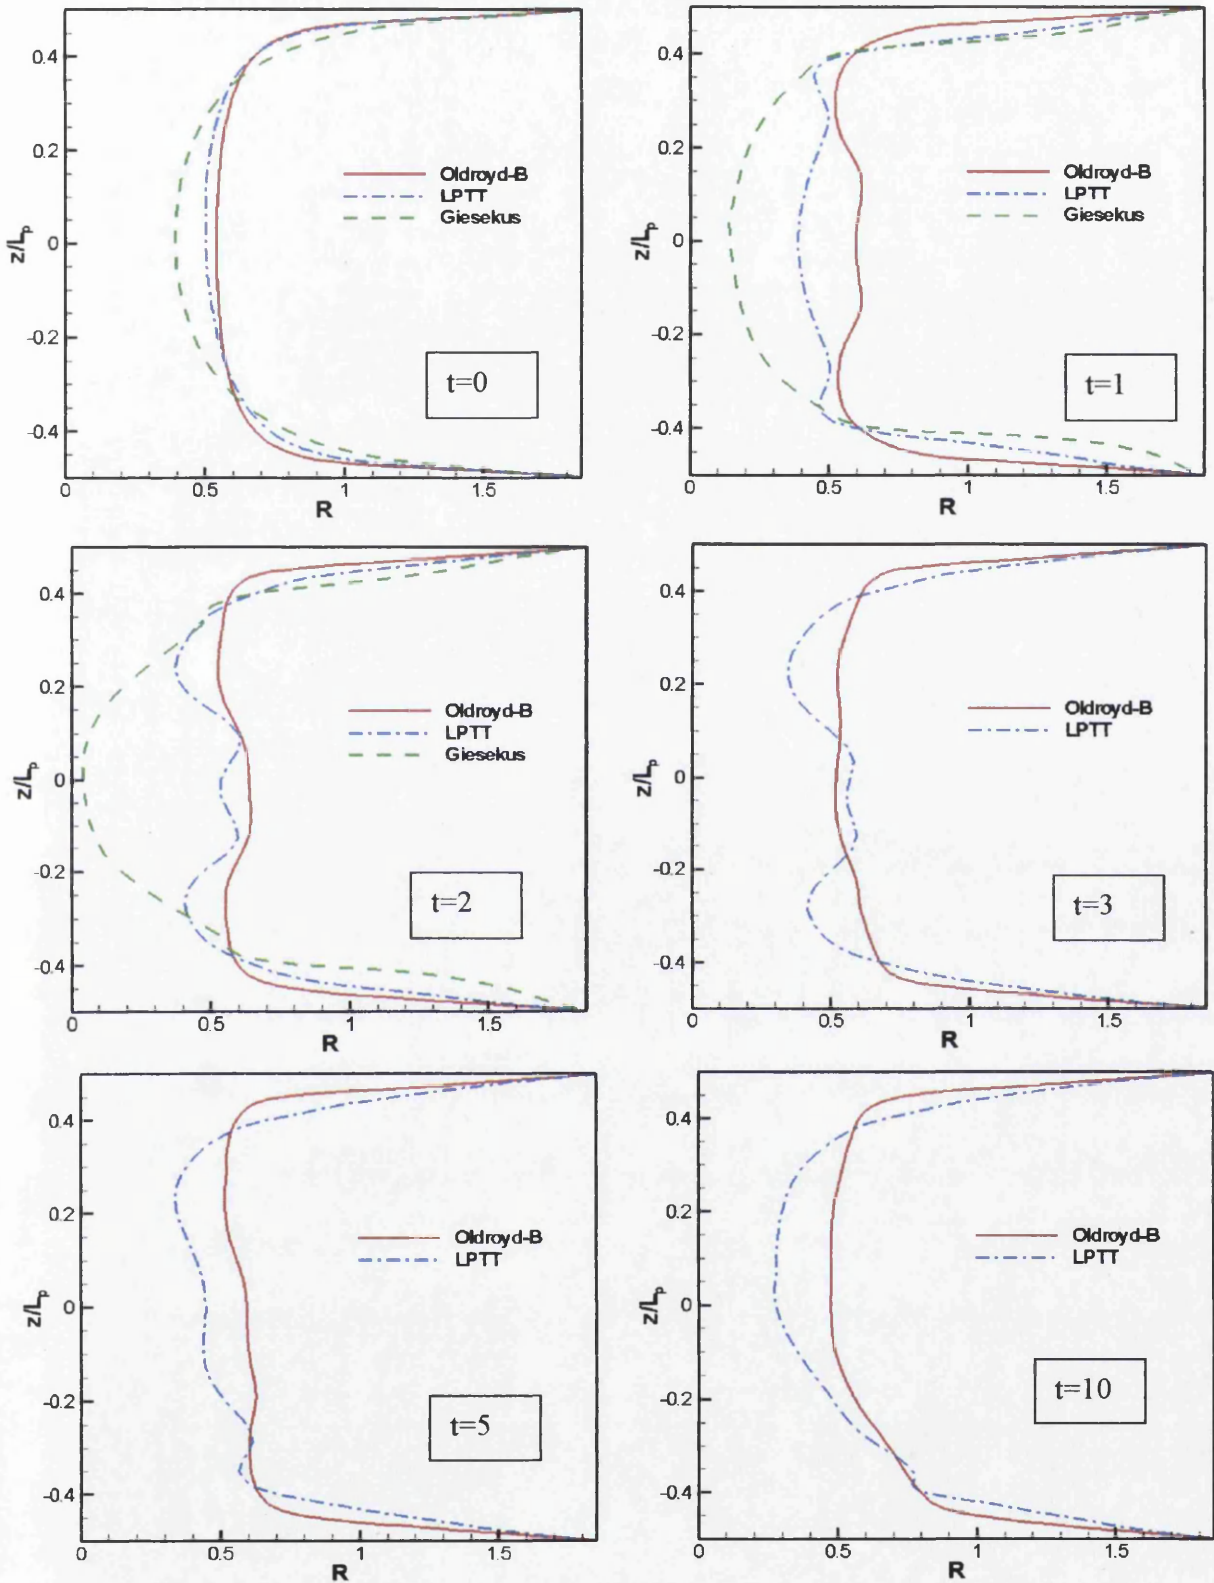 0.4
0.2
0
-0.2
-0.4
z/Lp
Oldroyd-B
LPTT
Giesekus
t=0
0 0.5 1 1.5
R
0.4
0.2
0
-0.2
-0.4
z/Lp
Oldroyd-B
LPTT
Giesekus
t=1
0 0.5 1 1.5
R
0.4
0.2
0
-0.2
-0.4
z/Lp
Oldroyd-B
LPTT
Giesekus
t=2
0 0.5 1 1.5
R
0.4
0.2
0
-0.2
-0.4
z/Lp
Oldroyd-B
LPTT
t=3
0 0.5 1 1.5
R
0.4
0.2
0
-0.2
-0.4
z/Lp
Oldroyd-B
LPTT
t=5
0 0.5 1 1.5
R
0.4
0.2
0
-0.2
-0.4
z/Lp
Oldroyd-B
LPTT
t=10
0 0.5 1 1.5
R